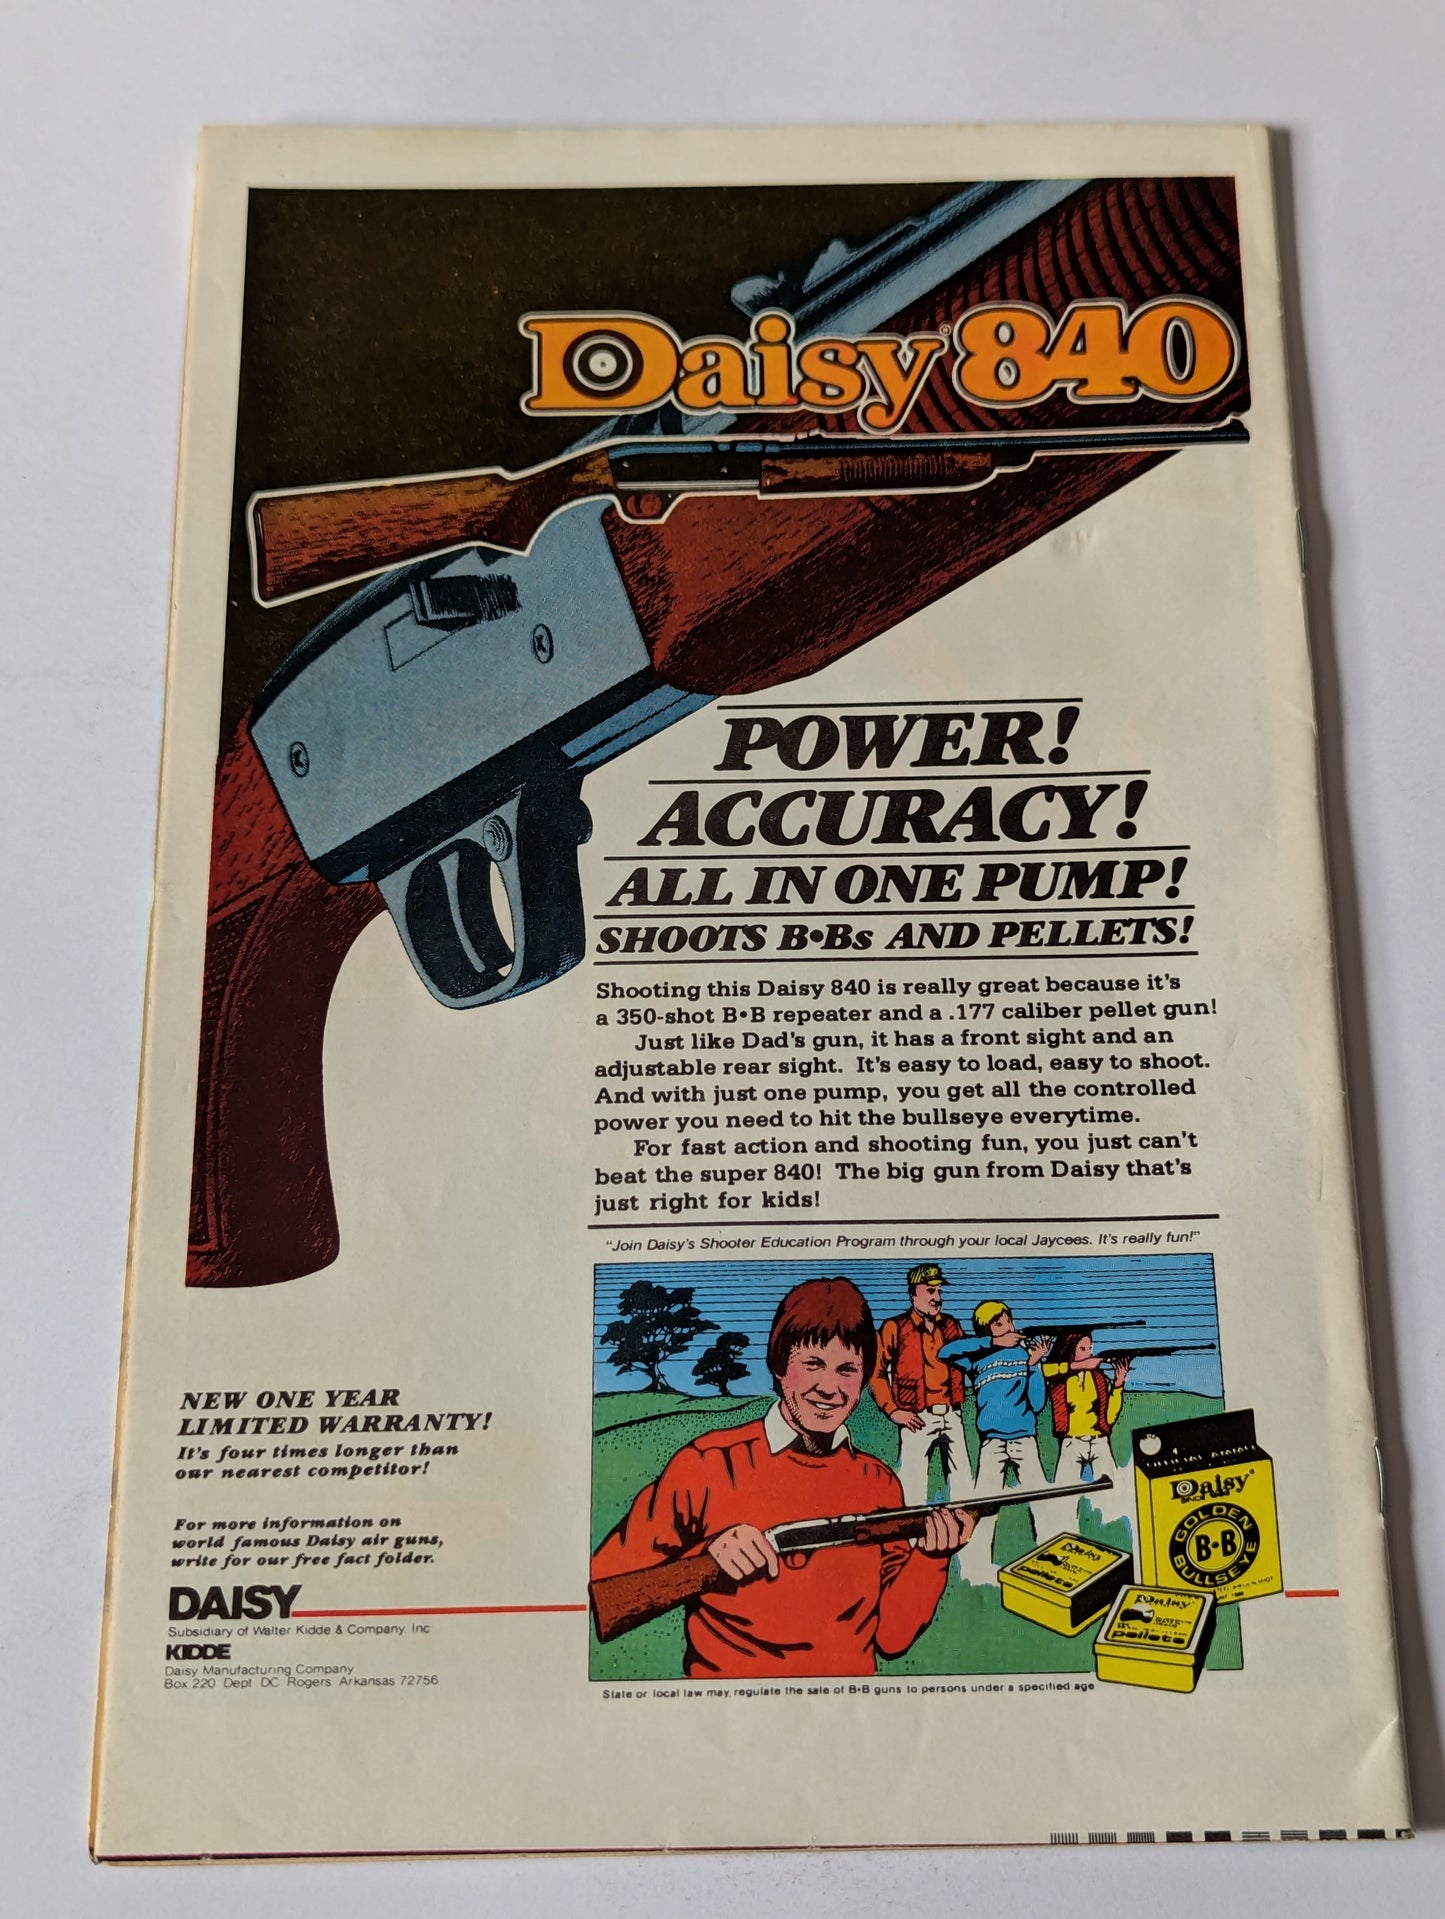 Daisy® 840
POWER!
ACCURACY!
ALL IN ONE PUMP!
SHOOTS B•Bs AND PELLETS!
Shooting this Daisy 840 is really great because it's
a 350-shot B•B repeater and a .177 caliber pellet gun!
Just like Dad's gun, it has a front sight and an
adjustable rear sight. It's easy to load, easy to shoot.
And with just one pump, you get all the controlled
power you need to hit the bullseye everytime.
For fast action and shooting fun, you just can't
beat the super 840! The big gun from Daisy that's
just right for kids!
"Join Daisy's Shooter Education Program through your local Jaycees. It's really fun!"
NEW ONE YEAR
LIMITED WARRANTY!
It's four times longer than
our nearest competitor!
For more information on
world famous Daisy air guns,
write for our free fact folder.
DAISY
Subsidiary of Walter Kidde & Company, Inc
KIDDE
Daisy Manufacturing Company
Box 220 Dept DC Rogers Arkansas 72756
Daisy®
GOLDEN
B•B
BULLSEYE
Daisy
pellets
Daisy
pellets
State or local law may, regulate the sale of B•B guns to persons under a specified age